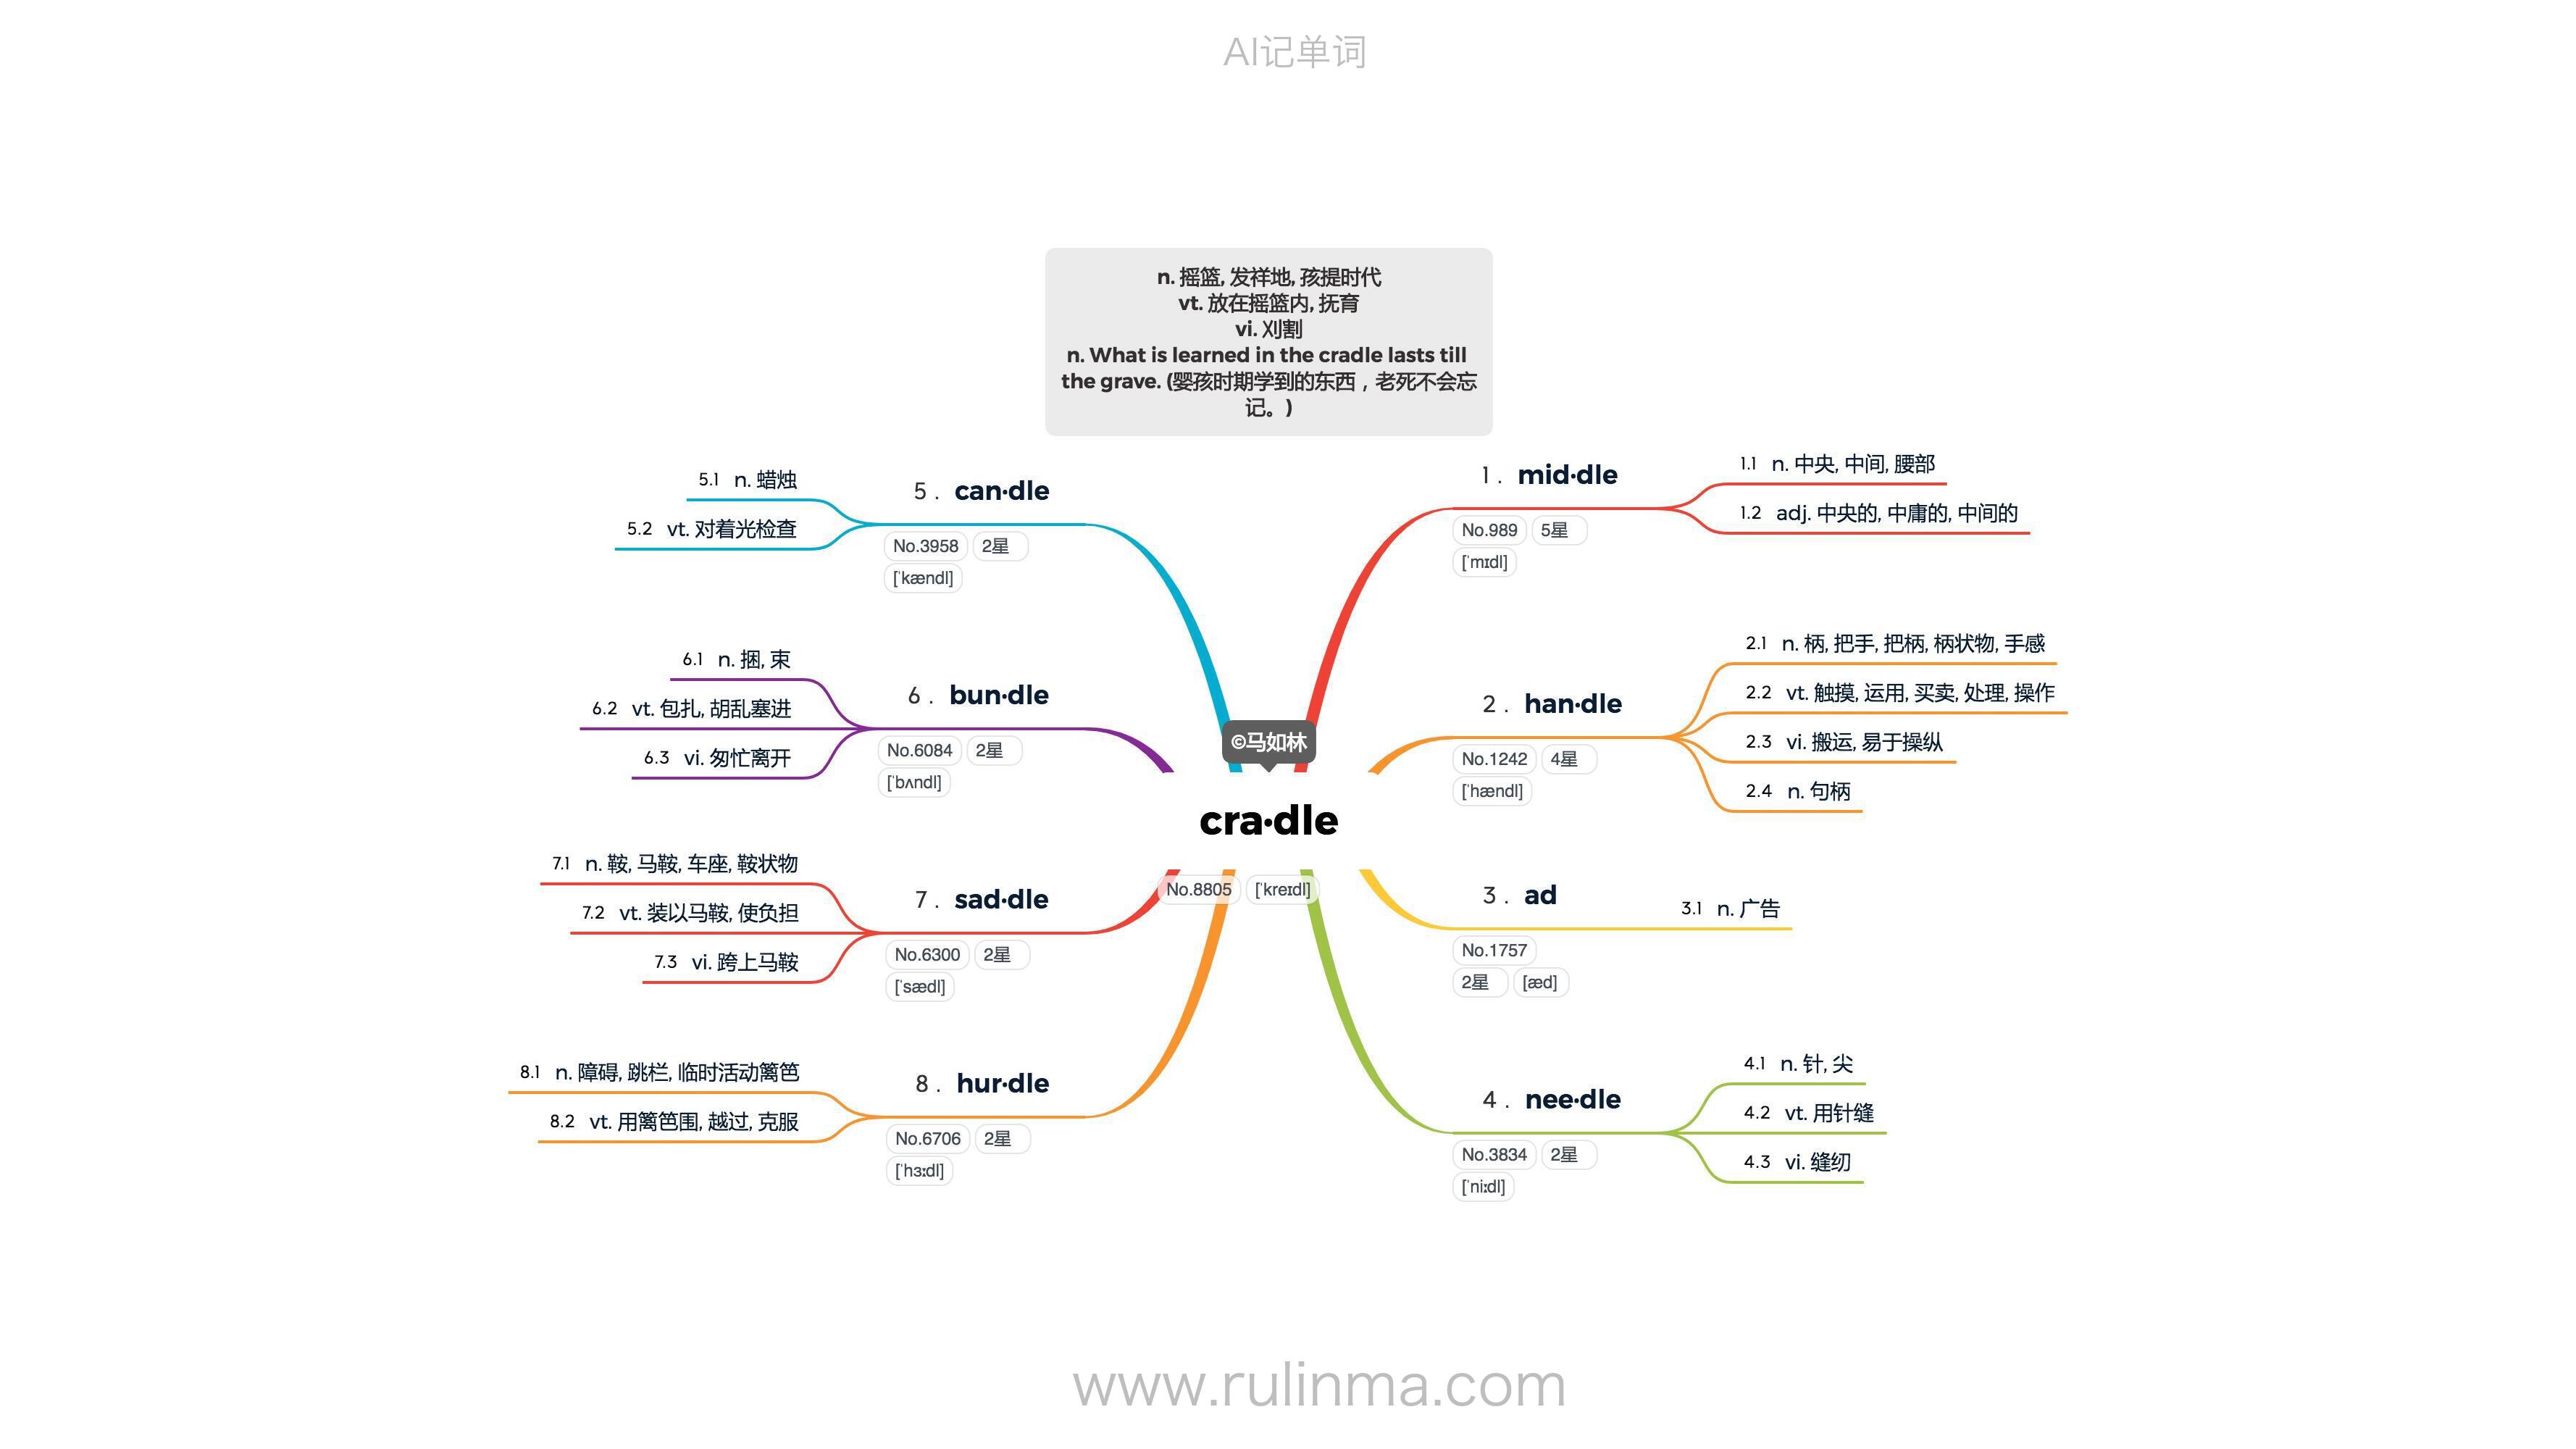 AI记单词
n. 摇篮, 发祥地, 孩提时代
vt. 放在摇篮内, 抚育
vi. 刈割
n. What is learned in the cradle lasts till
the grave. (婴孩时期学到的东西，老死不会忘
记。)
©马如林
cra·dle
No.8805 [ˈkreɪdl]
1. mid·dle
No.989 5星
[ˈmɪdl]
1.1 n. 中央, 中间, 腰部
1.2 adj. 中央的, 中庸的, 中间的
2. han·dle
No.1242 4星
[ˈhændl]
2.1 n. 柄, 把手, 把柄, 柄状物, 手感
2.2 vt. 触摸, 运用, 买卖, 处理, 操作
2.3 vi. 搬运, 易于操纵
2.4 n. 句柄
3. ad
No.1757
2星 [æd]
3.1 n. 广告
4. nee·dle
No.3834 2星
[ˈniːdl]
4.1 n. 针, 尖
4.2 vt. 用针缝
4.3 vi. 缝纫
5. can·dle
No.3958 2星
[ˈkændl]
5.1 n. 蜡烛
5.2 vt. 对着光检查
6. bun·dle
No.6084 2星
[ˈbʌndl]
6.1 n. 捆, 束
6.2 vt. 包扎, 胡乱塞进
6.3 vi. 匆忙离开
7. sad·dle
No.6300 2星
[ˈsædl]
7.1 n. 鞍, 马鞍, 车座, 鞍状物
7.2 vt. 装以马鞍, 使负担
7.3 vi. 跨上马鞍
8. hur·dle
No.6706 2星
[ˈhɜːdl]
8.1 n. 障碍, 跳栏, 临时活动篱笆
8.2 vt. 用篱笆围, 越过, 克服
www.rulinma.com